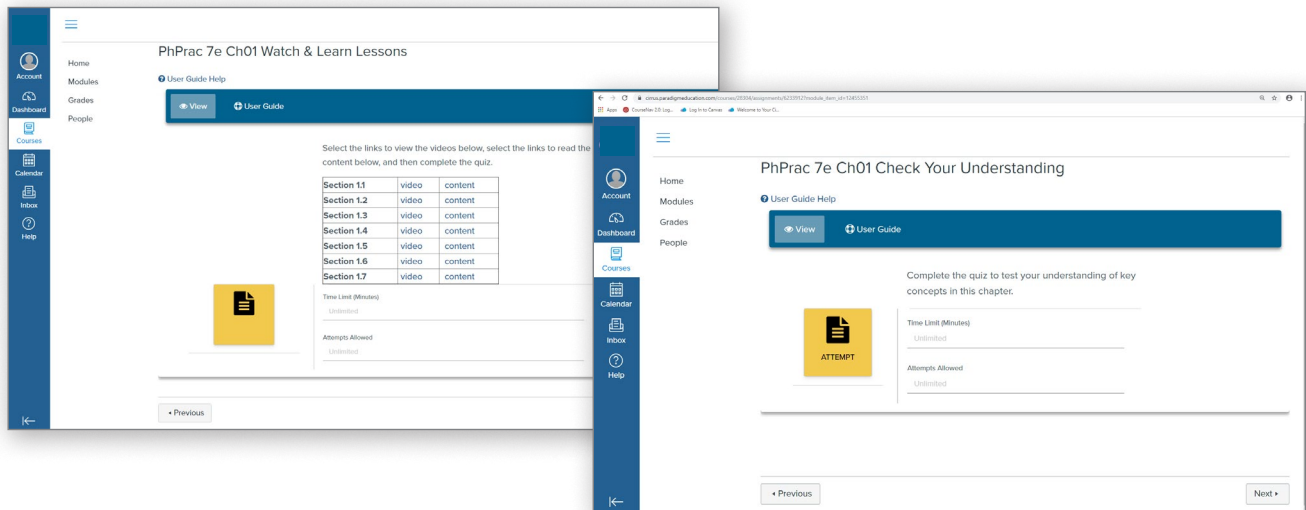 PhPrac 7e Ch01 Watch & Learn Lessons
Account
Dashboard
Courses
Calendar
Inbox
Help
Home
Modules
Grades
People
User Guide Help
View
User Guide
Select the links to view the videos below, select the links to read the
content below, and then complete the quiz.
Section 1.1 video content
Section 1.2 video content
Section 1.3 video content
Section 1.4 video content
Section 1.5 video content
Section 1.6 video content
Section 1.7 video content
Time Limit (Minutes)
Unlimited
Attempts Allowed
Unlimited
Previous
Apps CourseNav 2.0: Log... Log In to Canvas Welcome to Your Ci...
PhPrac 7e Ch01 Check Your Understanding
Account
Dashboard
Courses
Calendar
Inbox
Help
Home
Modules
Grades
People
User Guide Help
View
User Guide
Complete the quiz to test your understanding of key
concepts in this chapter.
ATTEMPT
Time Limit (Minutes)
Unlimited
Attempts Allowed
Unlimited
Previous
Next